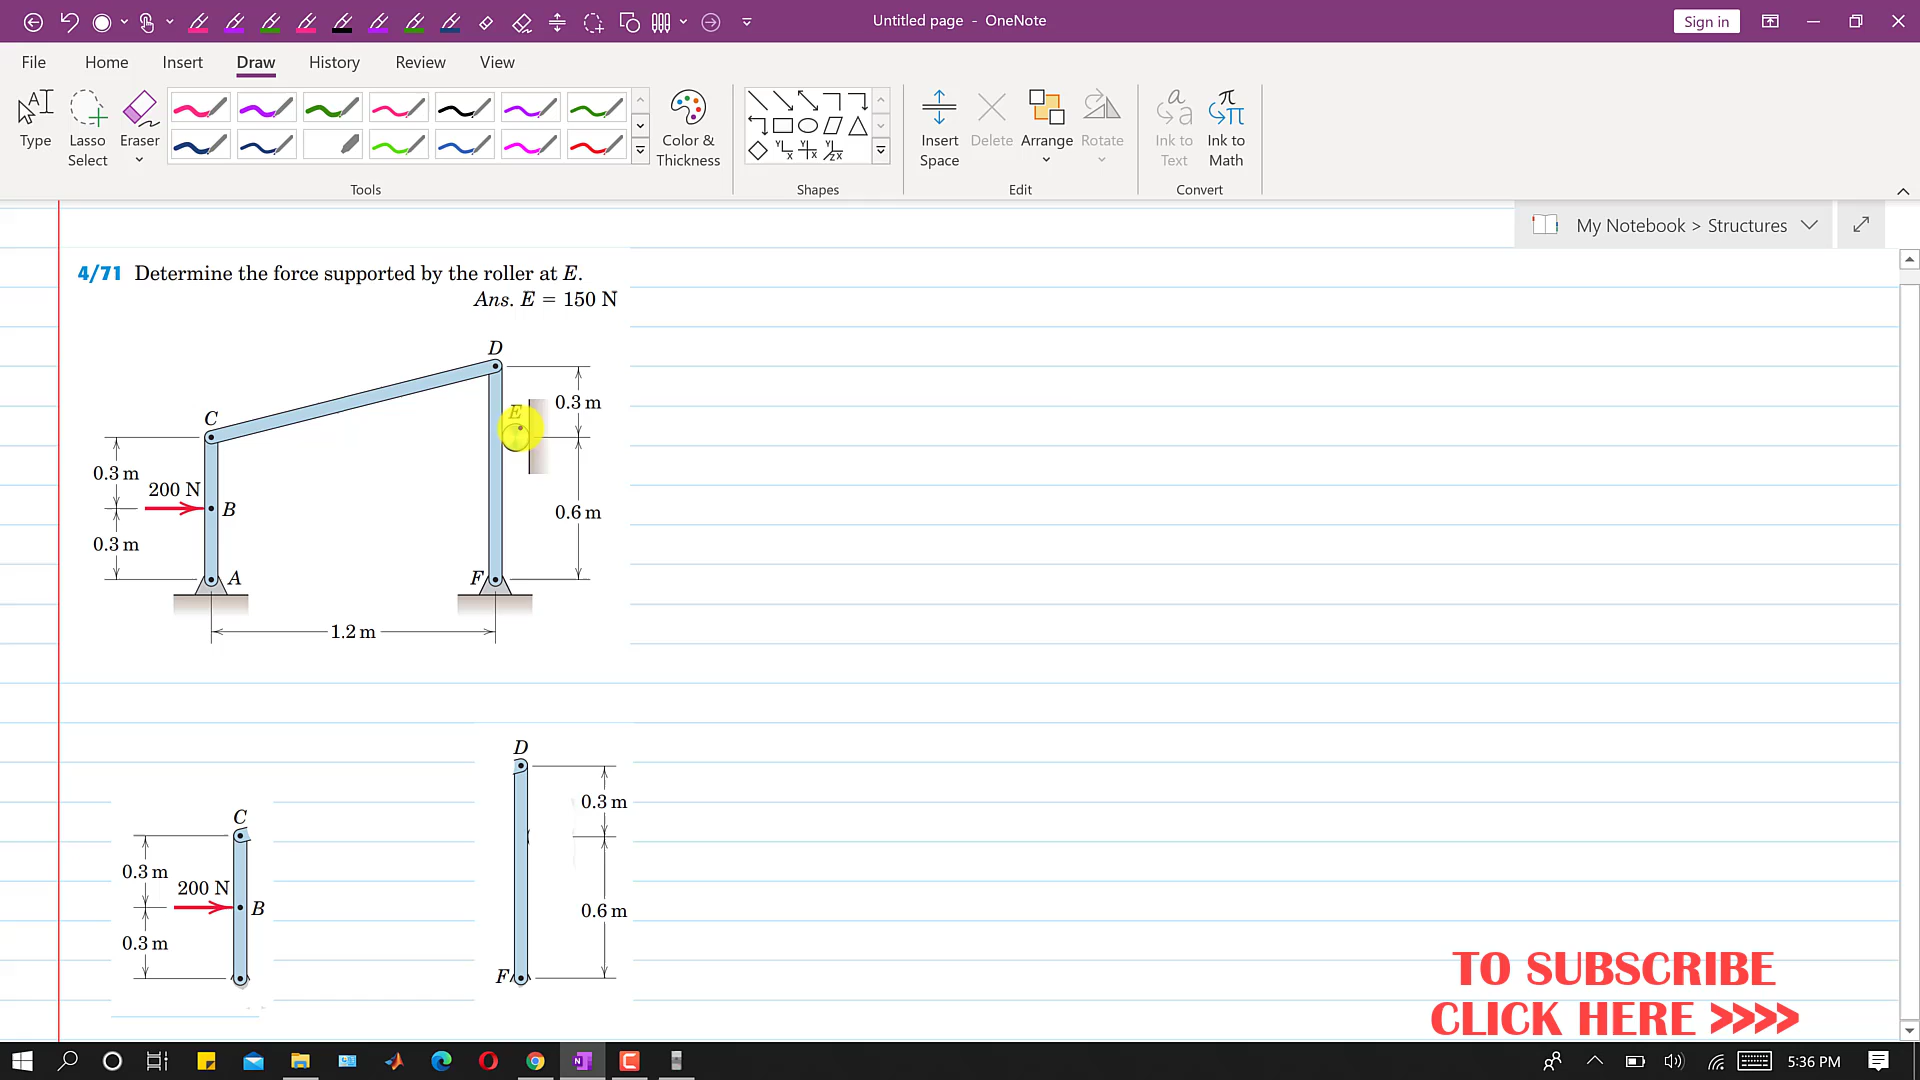 Untitled page - OneNote
Sign in
File Home Insert Draw History Review View
Type
Lasso Select
Eraser
Color & Thickness
Insert Space
Delete
Arrange
Rotate
Ink to Text
Ink to Math
Tools
Shapes
Edit
Convert
My Notebook > Structures
4/71 Determine the force supported by the roller at E.
Ans. E = 150 N
D
0.3 m
E
C
0.3 m
200 N
B
0.6 m
0.3 m
A
F
1.2 m
D
0.3 m
C
0.3 m
200 N
B
0.6 m
0.3 m
F
TO SUBSCRIBE
CLICK HERE >>>>
5:36 PM